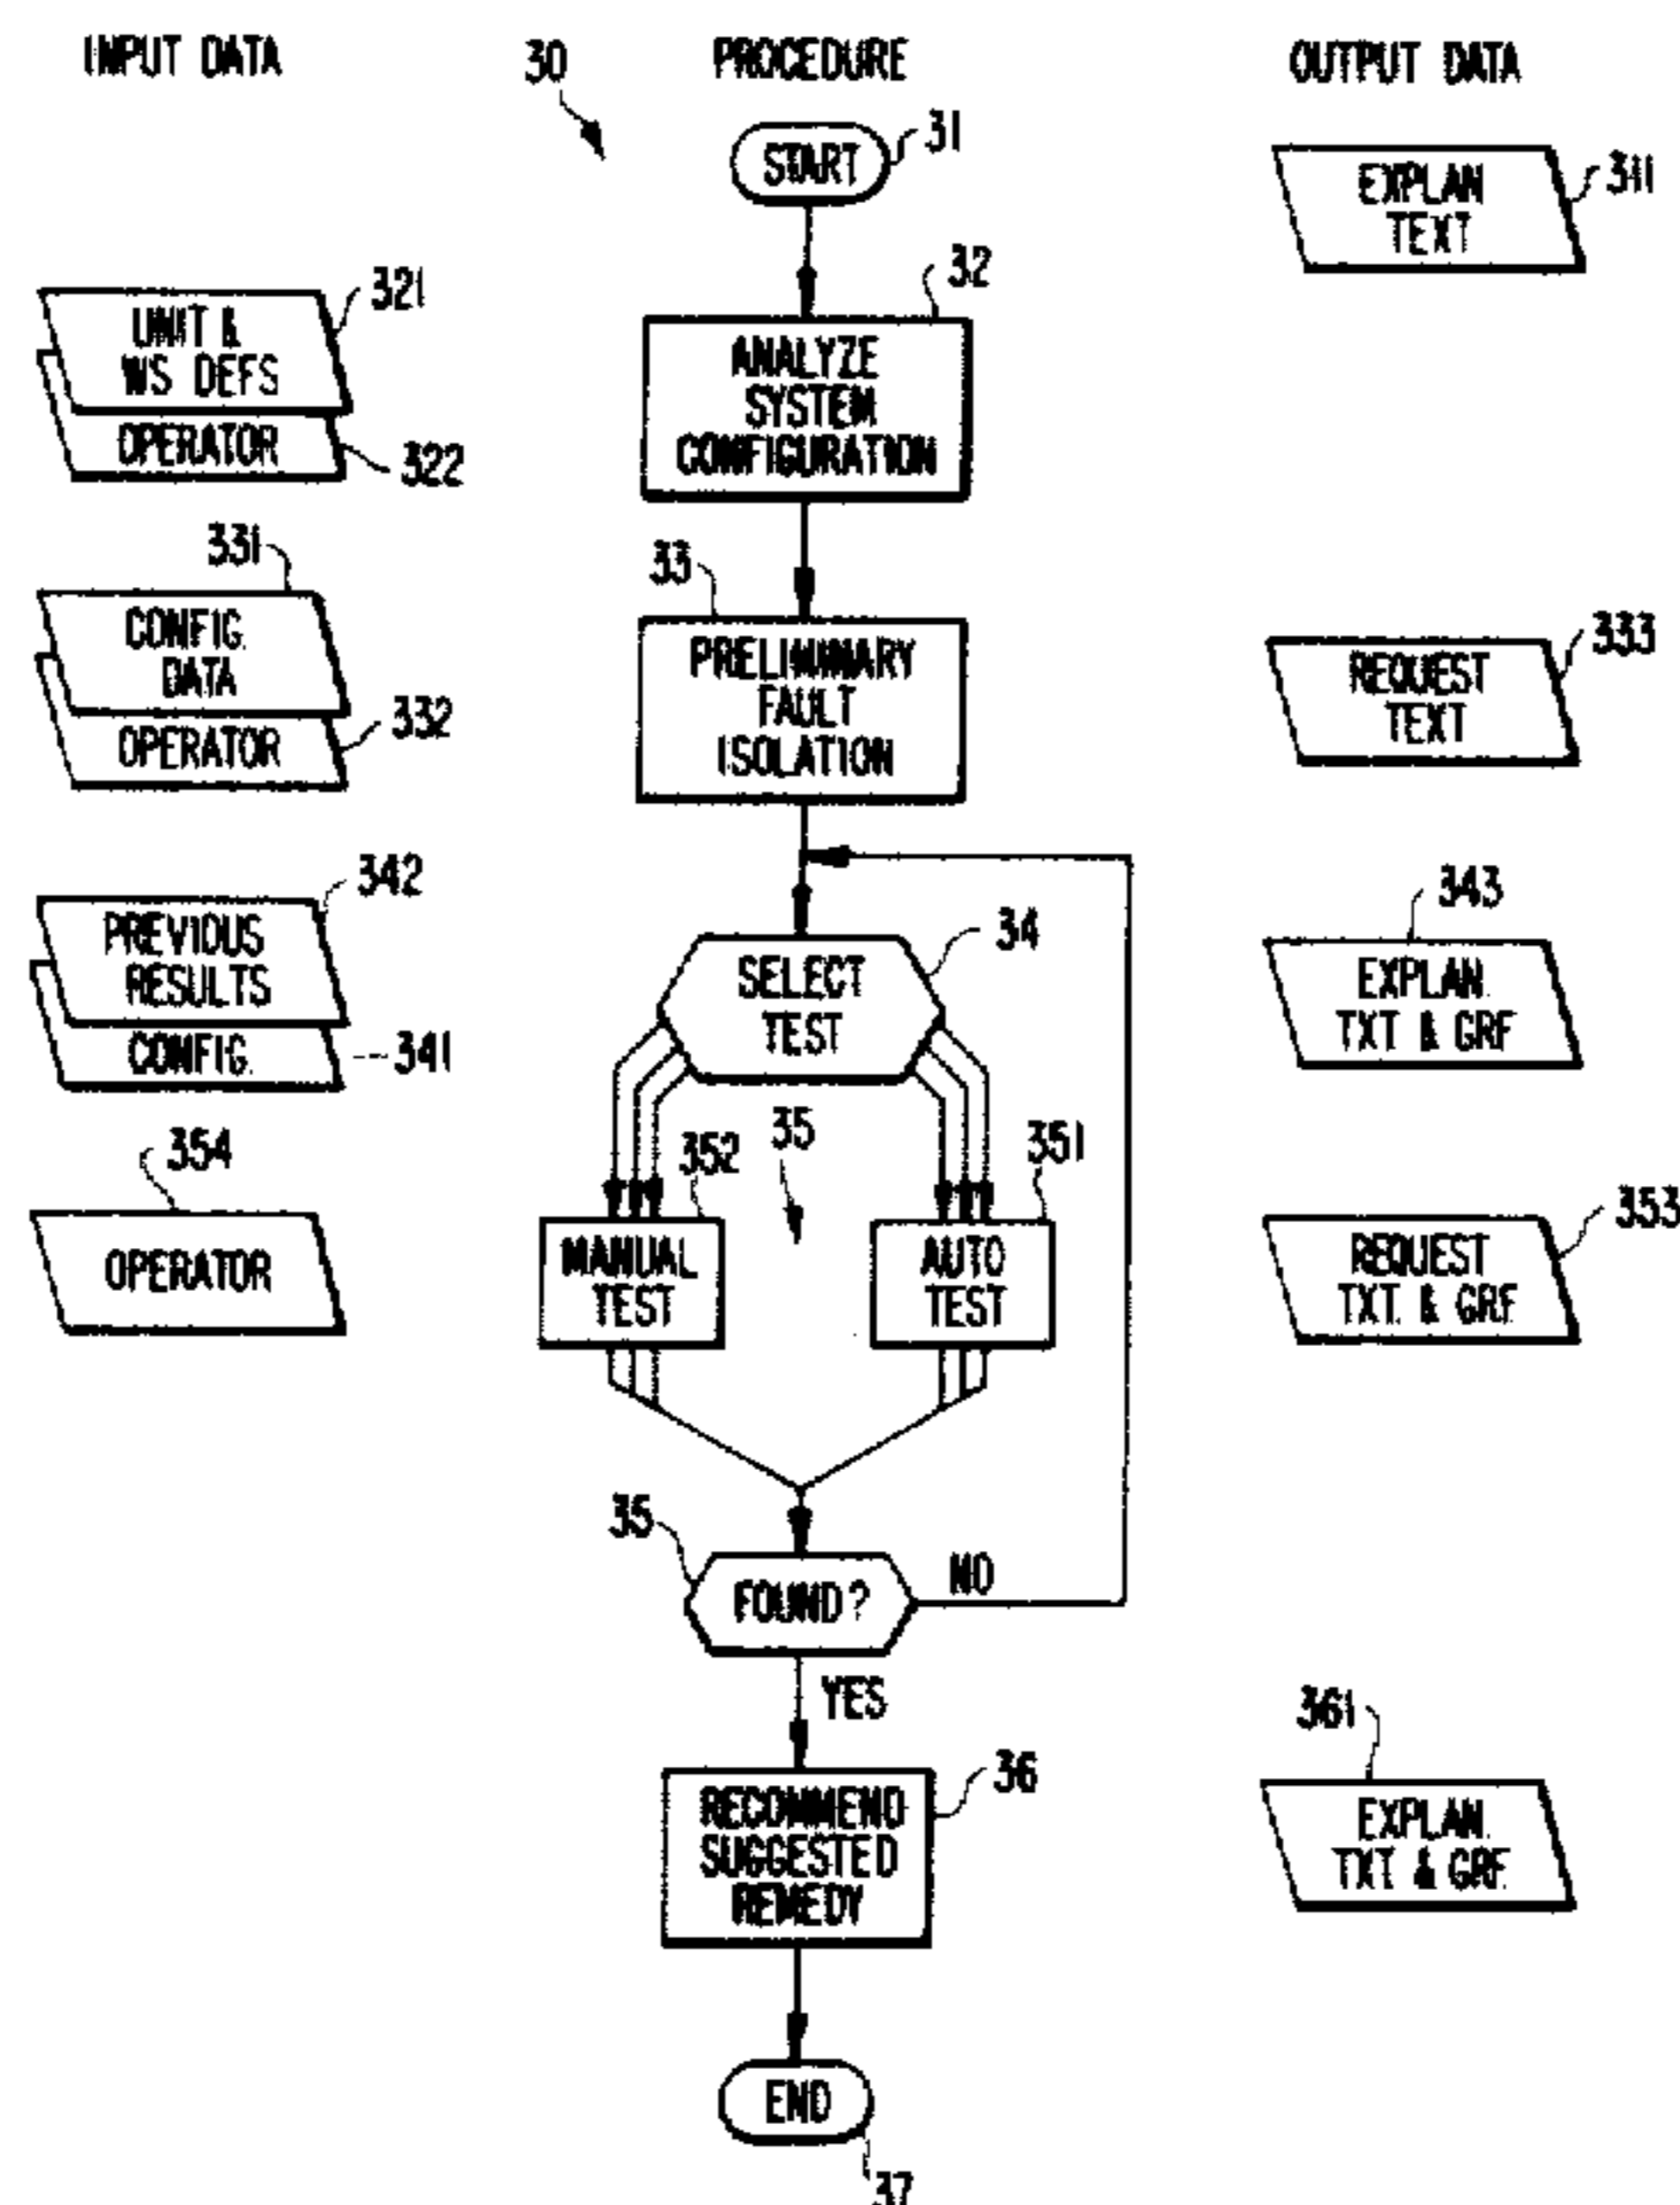 INPUT DATA
30
PROCEDURE
OUTPUT DATA
START
31
EXPLAN
TEXT
311
321
UNIT &
WS DEFS
OPERATOR
322
32
ANALYZE
SYSTEM
CONFIGURATION
331
CONFIG.
DATA
OPERATOR
332
33
PRELIMINARY
FAULT
ISOLATION
333
REQUEST
TEXT
342
PREVIOUS
RESULTS
CONFIG.
341
34
SELECT
TEST
343
EXPLAN.
TXT & GRF
354
OPERATOR
352
35
351
MANUAL
TEST
AUTO
TEST
353
REQUEST
TXT. & GRF.
35
FOUND?
NO
YES
36
RECOMMEND
SUGGESTED
REMEDY
361
EXPLAN.
TXT & GRF.
END
37